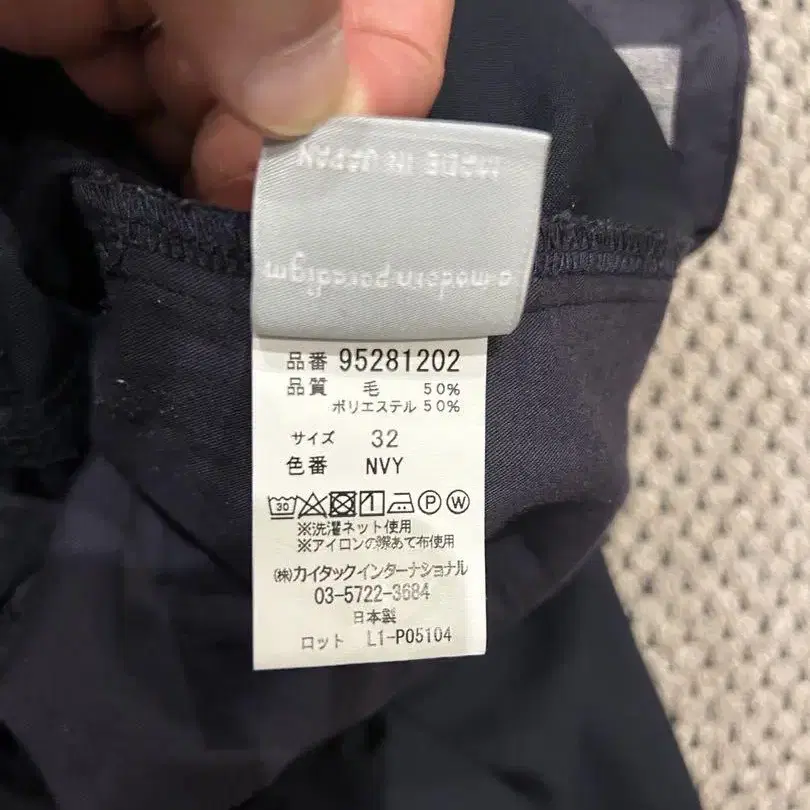 MADE IN JAPAN
a modern paradigm
品番 95281202
品質 毛 50%
ポリエステル 50%
サイズ 32
色番 NVY
30 1 P W
※洗濯ネット使用
※アイロンの際あて布使用
㈱カイタックインターナショナル
03-5722-3684
日本製
ロット L1-P05104